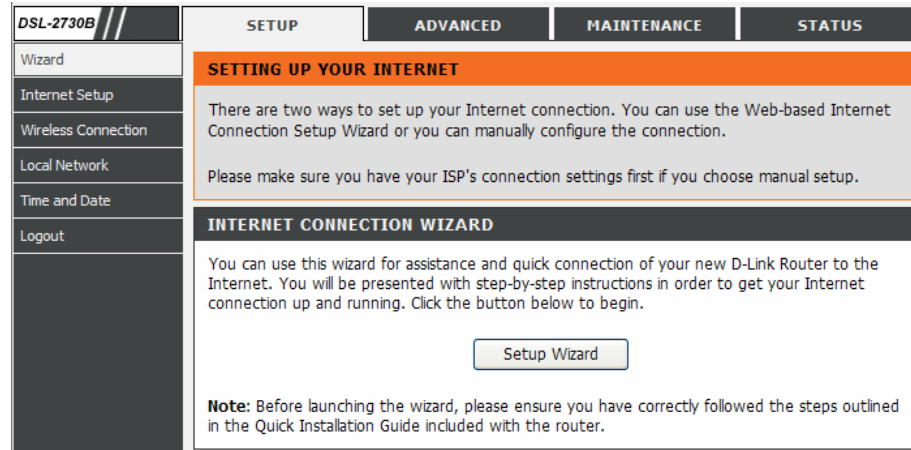 DSL-2730B
SETUP
ADVANCED
MAINTENANCE
STATUS
Wizard
Internet Setup
Wireless Connection
Local Network
Time and Date
Logout
SETTING UP YOUR INTERNET
There are two ways to set up your Internet connection. You can use the Web-based Internet
Connection Setup Wizard or you can manually configure the connection.
Please make sure you have your ISP's connection settings first if you choose manual setup.
INTERNET CONNECTION WIZARD
You can use this wizard for assistance and quick connection of your new D-Link Router to the
Internet. You will be presented with step-by-step instructions in order to get your Internet
connection up and running. Click the button below to begin.
Setup Wizard
Note: Before launching the wizard, please ensure you have correctly followed the steps outlined
in the Quick Installation Guide included with the router.